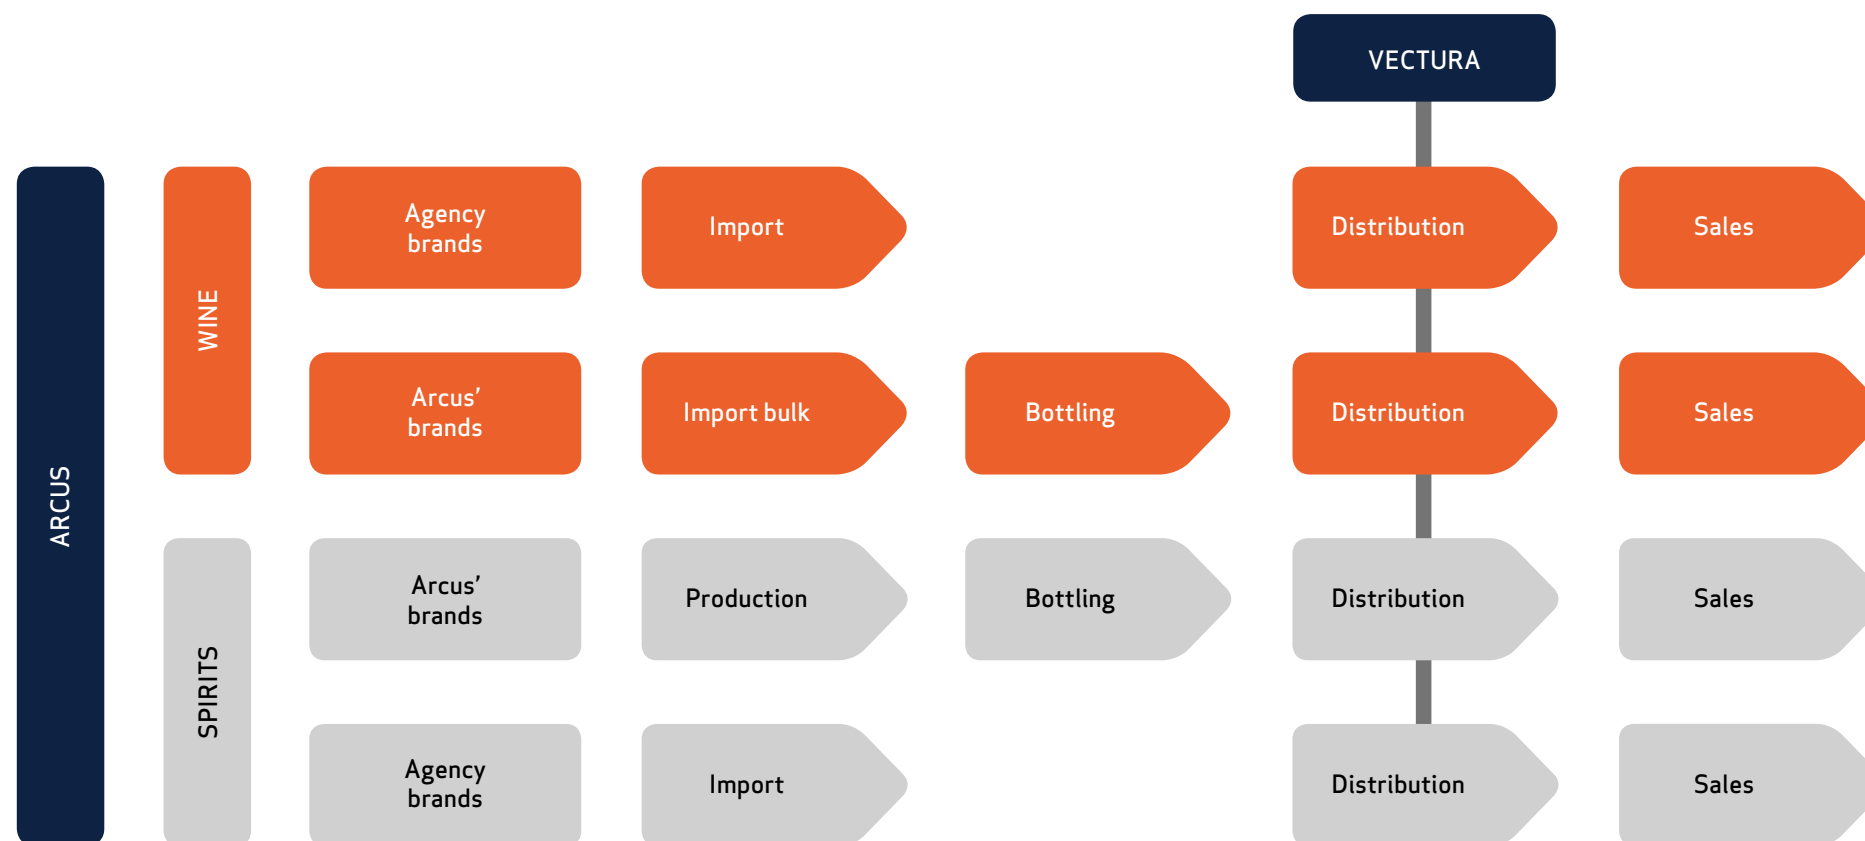 VECTURA
ARCUS
WINE
Agency
brands
Import
Distribution
Sales
Arcus’
brands
Import bulk
Bottling
Distribution
Sales
SPIRITS
Arcus’
brands
Production
Bottling
Distribution
Sales
Agency
brands
Import
Distribution
Sales